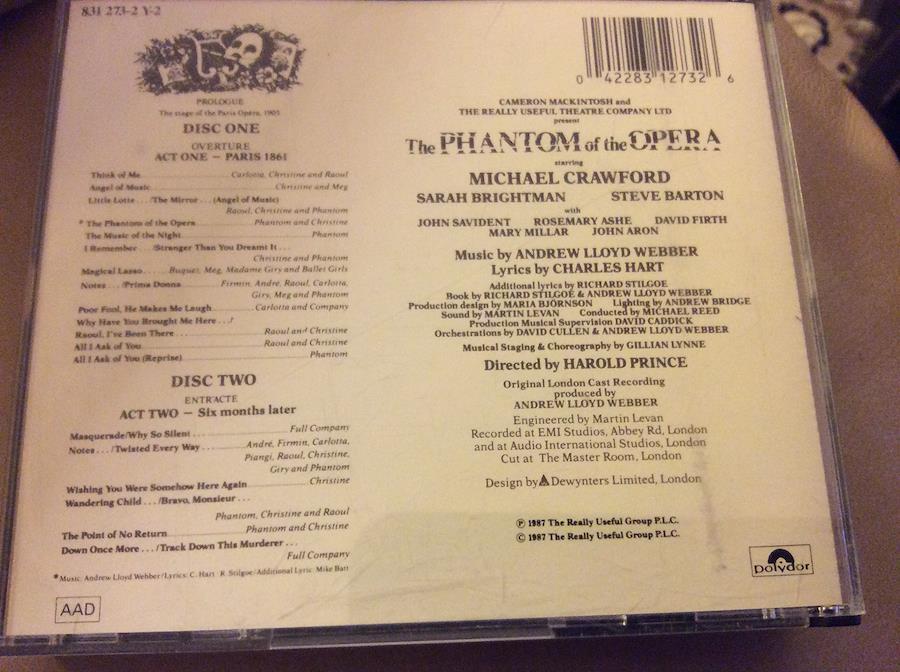 831 273-2 Y-2
PROLOGUE
The stage of the Paris Opéra, 1905
DISC ONE
OVERTURE
ACT ONE — PARIS 1861
Think of Me ... Carlotta, Christine and Raoul
Angel of Music ... Christine and Meg
Little Lotte . . . /The Mirror . . . (Angel of Music)
Raoul, Christine and Phantom
* The Phantom of the Opera ... Phantom and Christine
The Music of the Night ... Phantom
I Remember . . . /Stranger Than You Dreamt It . . .
Christine and Phantom
Magical Lasso ... Buquet, Meg, Madame Giry and Ballet Girls
Notes . . . /Prima Donna ... Firmin, André, Raoul, Carlotta,
Giry, Meg and Phantom
Poor Fool, He Makes Me Laugh ... Carlotta and Company
Why Have You Brought Me Here . . . /
Raoul, I've Been There ... Raoul and Christine
All I Ask of You ... Raoul and Christine
All I Ask of You (Reprise) ... Phantom
DISC TWO
ENTR'ACTE
ACT TWO — Six months later
Masquerade/Why So Silent ... Full Company
Notes . . . /Twisted Every Way ... André, Firmin, Carlotta,
Piangi, Raoul, Christine,
Giry and Phantom
Wishing You Were Somehow Here Again ... Christine
Wandering Child . . . /Bravo, Monsieur . . .
Phantom, Christine and Raoul
The Point of No Return ... Phantom and Christine
Down Once More . . . /Track Down This Murderer . . .
Full Company
*Music: Andrew Lloyd Webber/Lyrics: C. Hart · R. Stilgoe/Additional Lyric: Mike Batt
AAD
0 42283 12732 6
CAMERON MACKINTOSH and
THE REALLY USEFUL THEATRE COMPANY LTD
present
The PHANTOM of the OPERA
starring
MICHAEL CRAWFORD
SARAH BRIGHTMAN STEVE BARTON
with
JOHN SAVIDENT ROSEMARY ASHE DAVID FIRTH
MARY MILLAR JOHN ARON
Music by ANDREW LLOYD WEBBER
Lyrics by CHARLES HART
Additional lyrics by RICHARD STILGOE
Book by RICHARD STILGOE & ANDREW LLOYD WEBBER
Production design by MARIA BJÖRNSON Lighting by ANDREW BRIDGE
Sound by MARTIN LEVAN Conducted by MICHAEL REED
Production Musical Supervision DAVID CADDICK
Orchestrations by DAVID CULLEN & ANDREW LLOYD WEBBER
Musical Staging & Choreography by GILLIAN LYNNE
Directed by HAROLD PRINCE
Original London Cast Recording
produced by
ANDREW LLOYD WEBBER
Engineered by Martin Levan
Recorded at EMI Studios, Abbey Rd, London
and at Audio International Studios, London
Cut at The Master Room, London
Design by Dewynters Limited, London
℗ 1987 The Really Useful Group P.L.C.
© 1987 The Really Useful Group P.L.C.
polydor